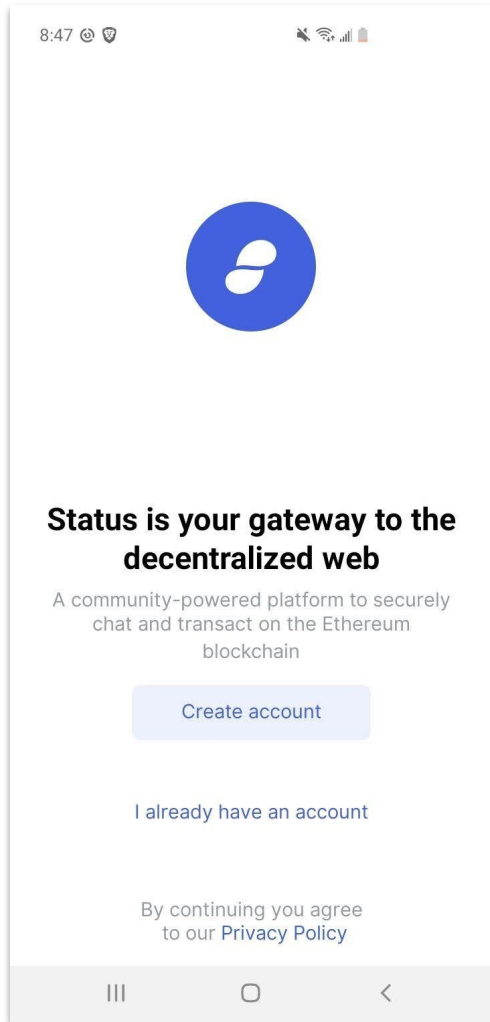 8:47
Status is your gateway to the
decentralized web
A community-powered platform to securely
chat and transact on the Ethereum
blockchain
Create account
I already have an account
By continuing you agree
to our Privacy Policy